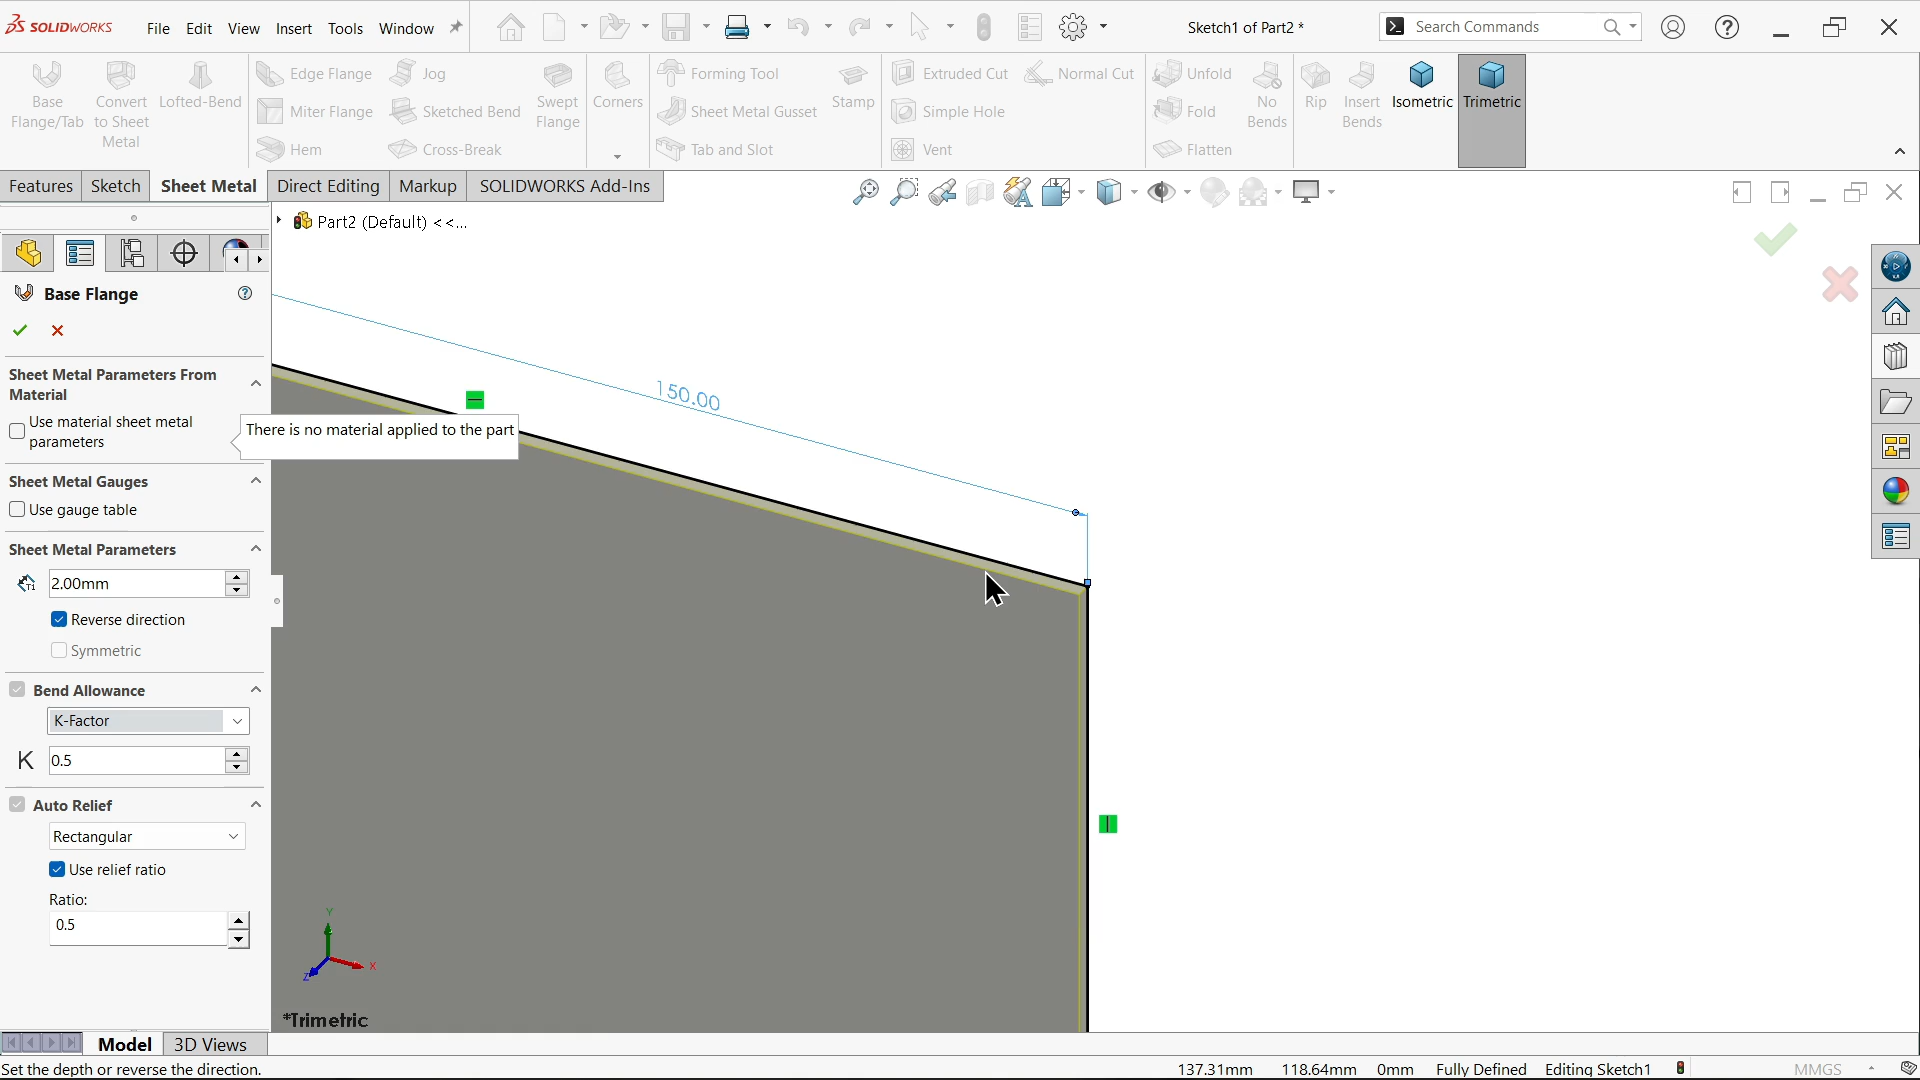 SOLIDWORKS
File Edit View Insert Tools Window
Sketch1 of Part2 *
Search Commands
Base Flange/Tab
Convert to Sheet Metal
Lofted-Bend
Edge Flange
Miter Flange
Hem
Jog
Sketched Bend
Cross-Break
Swept Flange
Corners
Forming Tool
Sheet Metal Gusset
Tab and Slot
Stamp
Extruded Cut
Simple Hole
Vent
Normal Cut
Unfold
Fold
Flatten
No Bends
Rip
Insert Bends
Isometric
Trimetric
Features Sketch Sheet Metal Direct Editing Markup SOLIDWORKS Add-Ins
Part2 (Default) <<...
Base Flange
Sheet Metal Parameters From
Material
Use material sheet metal
parameters
There is no material applied to the part
Sheet Metal Gauges
Use gauge table
Sheet Metal Parameters
T1
2.00mm
Reverse direction
Symmetric
Bend Allowance
K-Factor
K 0.5
Auto Relief
Rectangular
Use relief ratio
Ratio:
0.5
150.00
Y
X
Z
*Trimetric
Model 3D Views
Set the depth or reverse the direction.
137.31mm 118.64mm 0mm Fully Defined Editing Sketch1 MMGS